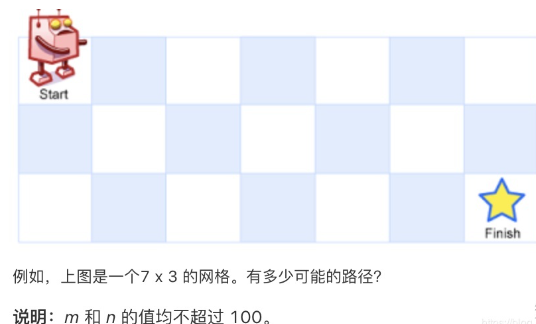 Start
Finish
例如，上图是一个7 x 3 的网格。有多少可能的路径？
说明：m 和 n 的值均不超过 100。